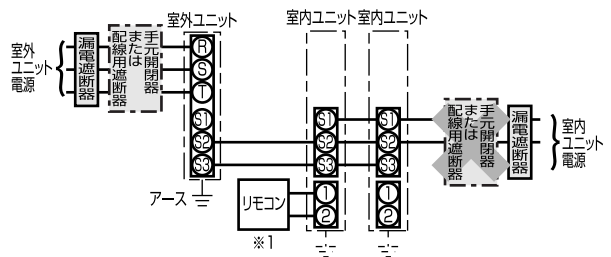 室外
ユニット
電源
漏電遮断器
手元開閉器
または
配線用遮断器
室外ユニット
R
S
T
S1
S2
S3
アース
室内ユニット
S1
S2
S3
1
2
室内ユニット
S1
S2
S3
1
2
リモコン
※1
手元開閉器
または
配線用遮断器
漏電遮断器
室内
ユニット
電源